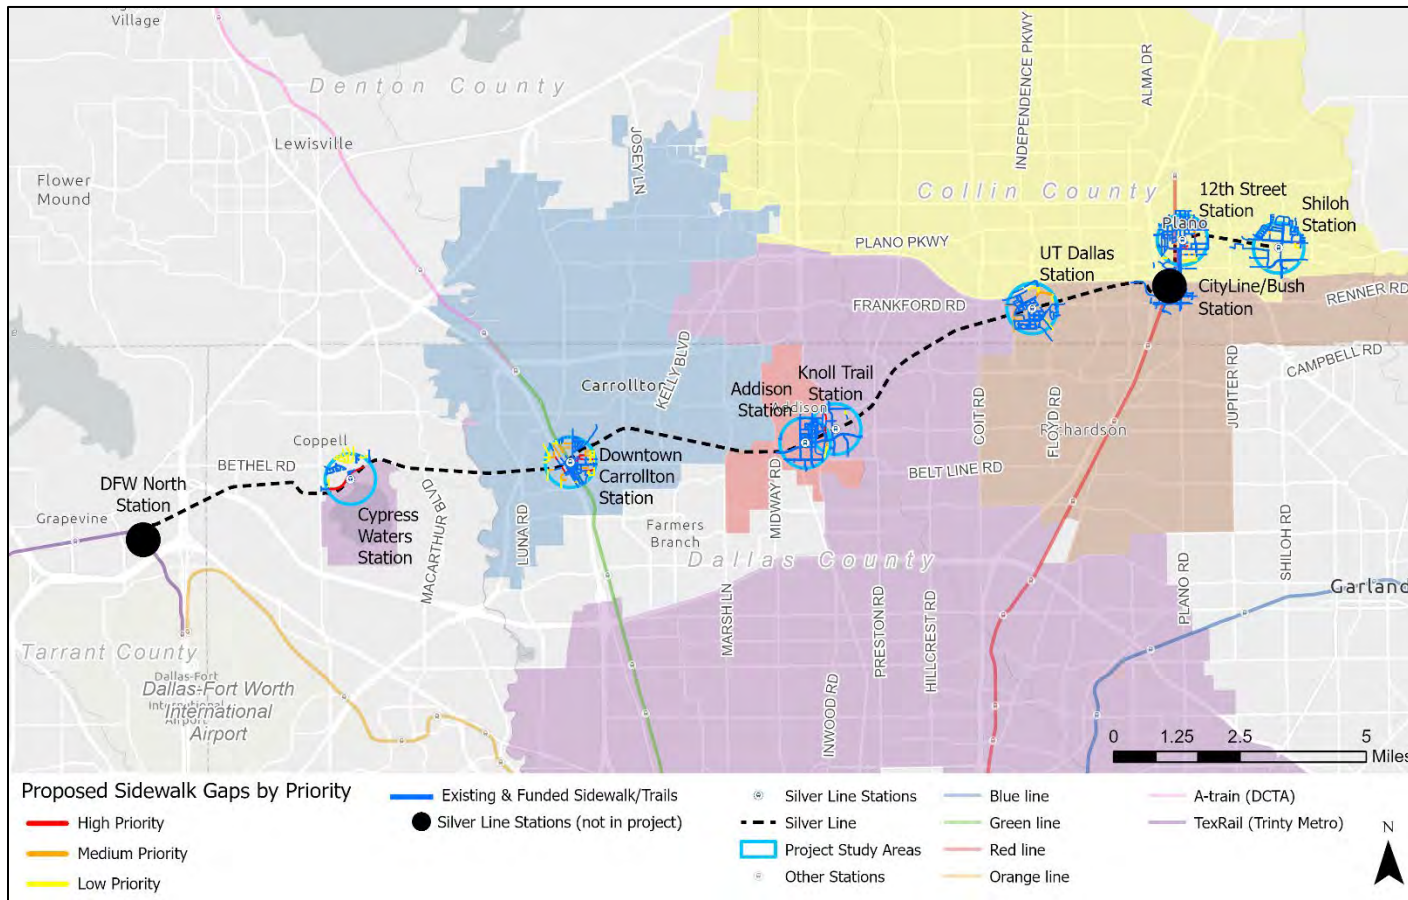 Village
Denton County
Lewisville
Flower
Mound
JOSEY LN
INDEPENDENCE PKWY
ALMA DR
Collin County
12th Street
Station
Shiloh
Station
Plano
PLANO PKWY
UT Dallas
Station
CityLine/Bush
Station
RENNER RD
FRANKFORD RD
KELLY BLVD
Carrollton
Addison
Station
Knoll Trail
Station
Addison
COIT RD
FLOYD RD
Richardson
JUPITER RD
CAMPBELL RD
Coppell
BETHEL RD
DFW North
Station
Grapevine
Cypress
Waters
Station
MACARTHUR BLVD
LUNA RD
Downtown
Carrollton
Station
Farmers
Branch
MIDWAY RD
BELT LINE RD
Dallas County
MARSH LN
INWOOD RD
PRESTON RD
HILLCREST RD
PLANO RD
SHILOH RD
Garland
Tarrant County
Dallas-Fort
International
Airport
Dallas-Fort Worth
International
Airport
0 1.25 2.5 5
Miles
Proposed Sidewalk Gaps by Priority
High Priority
Medium Priority
Low Priority
Existing & Funded Sidewalk/Trails
Silver Line Stations (not in project)
Silver Line Stations
Silver Line
Project Study Areas
Other Stations
Blue line
Green line
Red line
Orange line
A-train (DCTA)
TexRail (Trinty Metro)
N